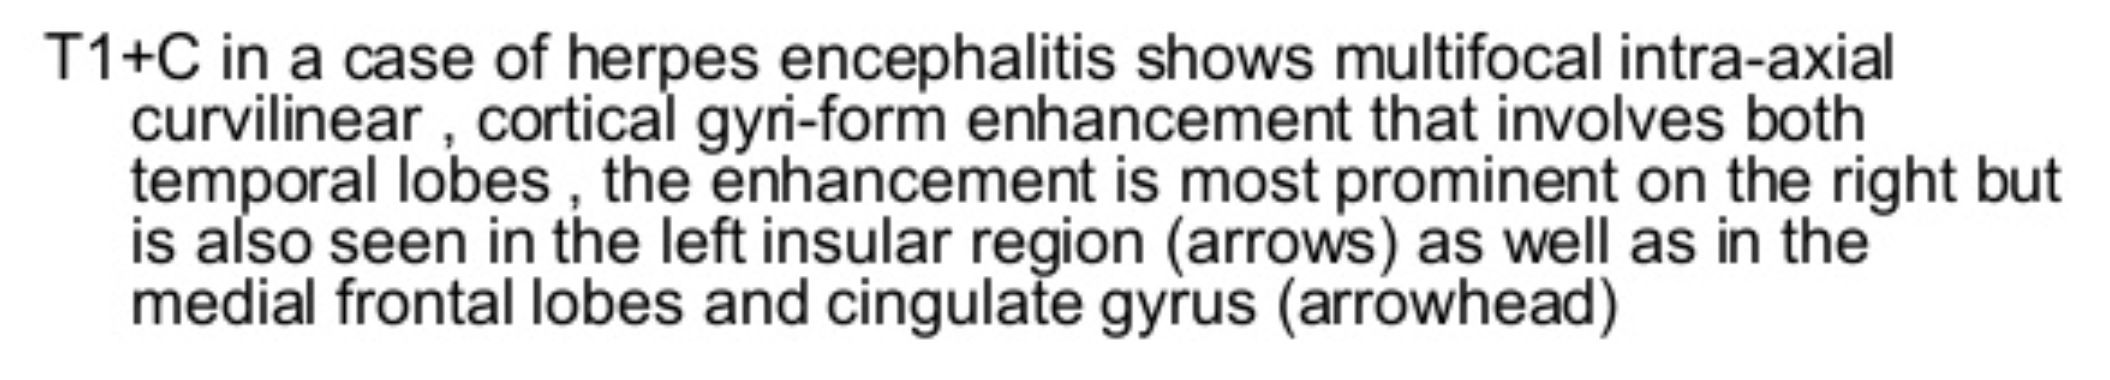 T1+C in a case of herpes encephalitis shows multifocal intra-axial
curvilinear , cortical gyri-form enhancement that involves both
temporal lobes , the enhancement is most prominent on the right but
is also seen in the left insular region (arrows) as well as in the
medial frontal lobes and cingulate gyrus (arrowhead)